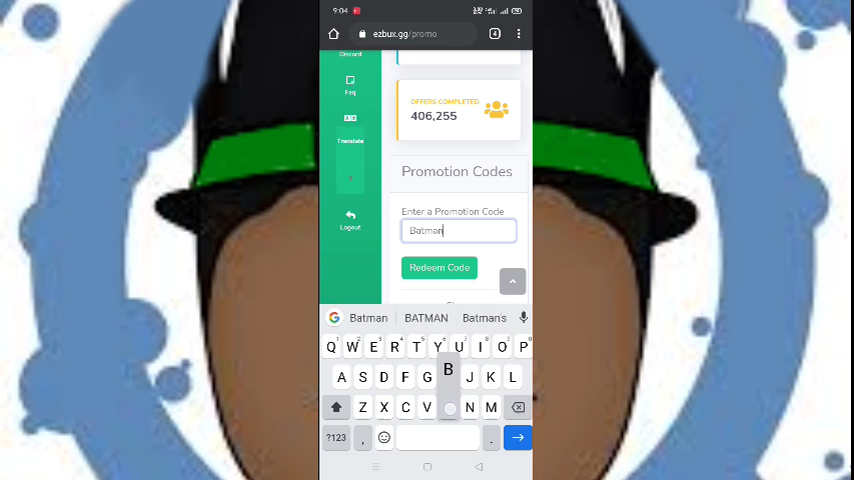 9:04
ezbux.gg/promo
4
Discord
Faq
OFFERS COMPLETED
406,255
Translate
Promotion Codes
Logout
Enter a Promotion Code
Batman
Redeem Code
Batman BATMAN Batman's
Q W E R T Y U I O P
A S D F G B J K L
Z X C V N M
?123 , .